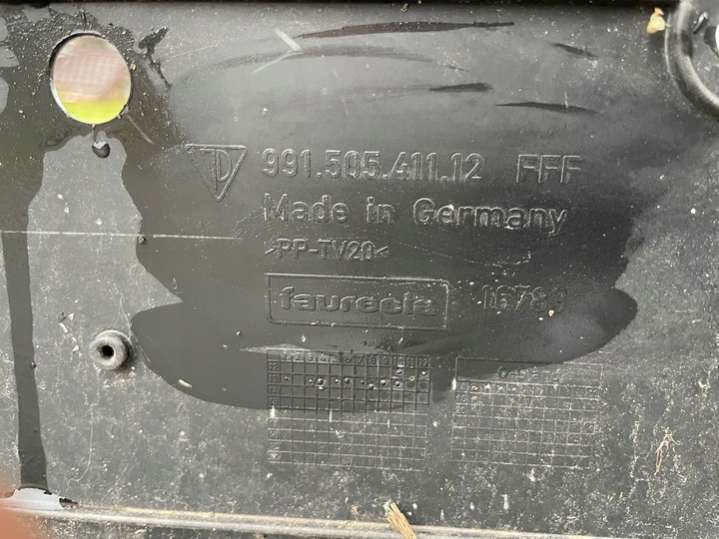 991.505.411.12 FFF
Made in Germany
>PP-TV20<
faurecia